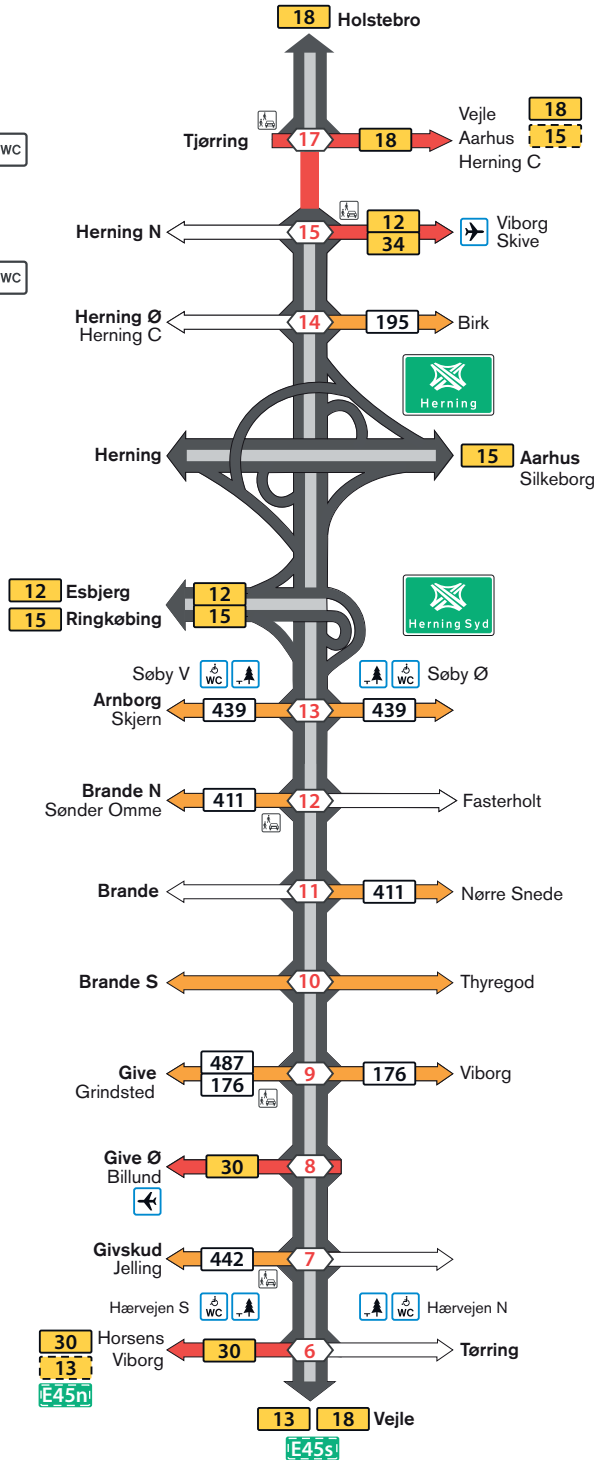 18 Holstebro
WC
Tjørring 17 18 Vejle 18
Aarhus 15
Herning C
Herning N 15 12 34 Viborg
Skive
WC
Herning Ø 14 195 Birk
Herning C
Herning
Herning 15 Aarhus
Silkeborg
12 Esbjerg 12
15 Ringkøbing 15
Herning Syd
Søby V WC WC Søby Ø
Arnborg 439 13 439
Skjern
Brande N 411 12 Fasterholt
Sønder Omme
Brande 11 411 Nørre Snede
Brande S 10 Thyregod
Give 487 9 176 Viborg
Grindsted 176
Give Ø 30 8
Billund
Givskud 442 7
Jelling
Hærvejen S WC WC Hærvejen N
30 Horsens 30 6 Tørring
13 Viborg
E45n
13 18 Vejle
E45s